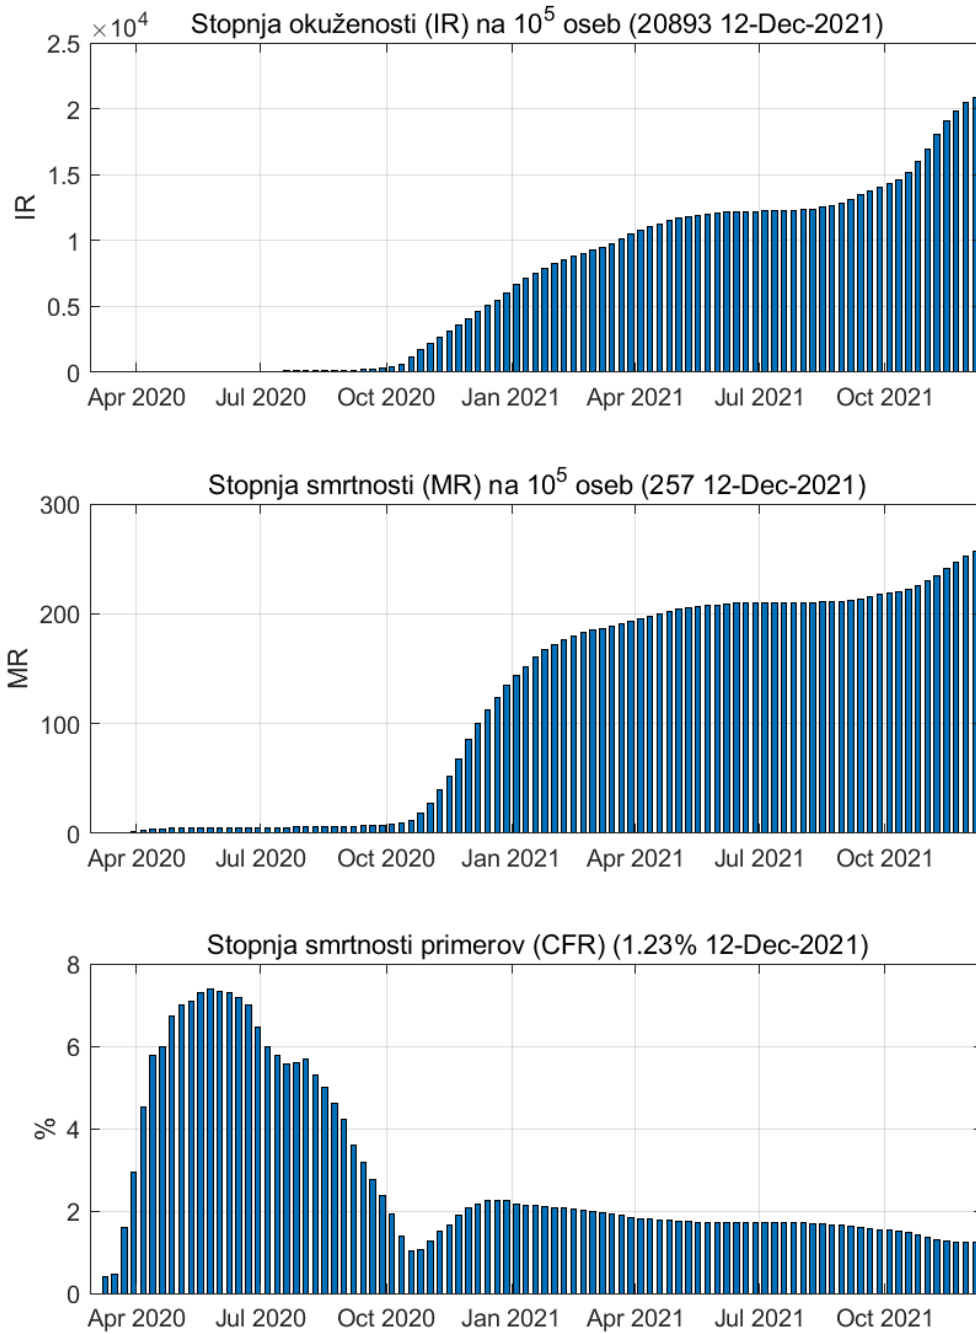 Stopnja okuženosti (IR) na 10^5 oseb (20893 12-Dec-2021)
×10^4
2.5
2
1.5
1
0.5
0
IR
Apr 2020 Jul 2020 Oct 2020 Jan 2021 Apr 2021 Jul 2021 Oct 2021
Stopnja smrtnosti (MR) na 10^5 oseb (257 12-Dec-2021)
300
200
100
0
MR
Apr 2020 Jul 2020 Oct 2020 Jan 2021 Apr 2021 Jul 2021 Oct 2021
Stopnja smrtnosti primerov (CFR) (1.23% 12-Dec-2021)
8
6
4
2
0
%
Apr 2020 Jul 2020 Oct 2020 Jan 2021 Apr 2021 Jul 2021 Oct 2021